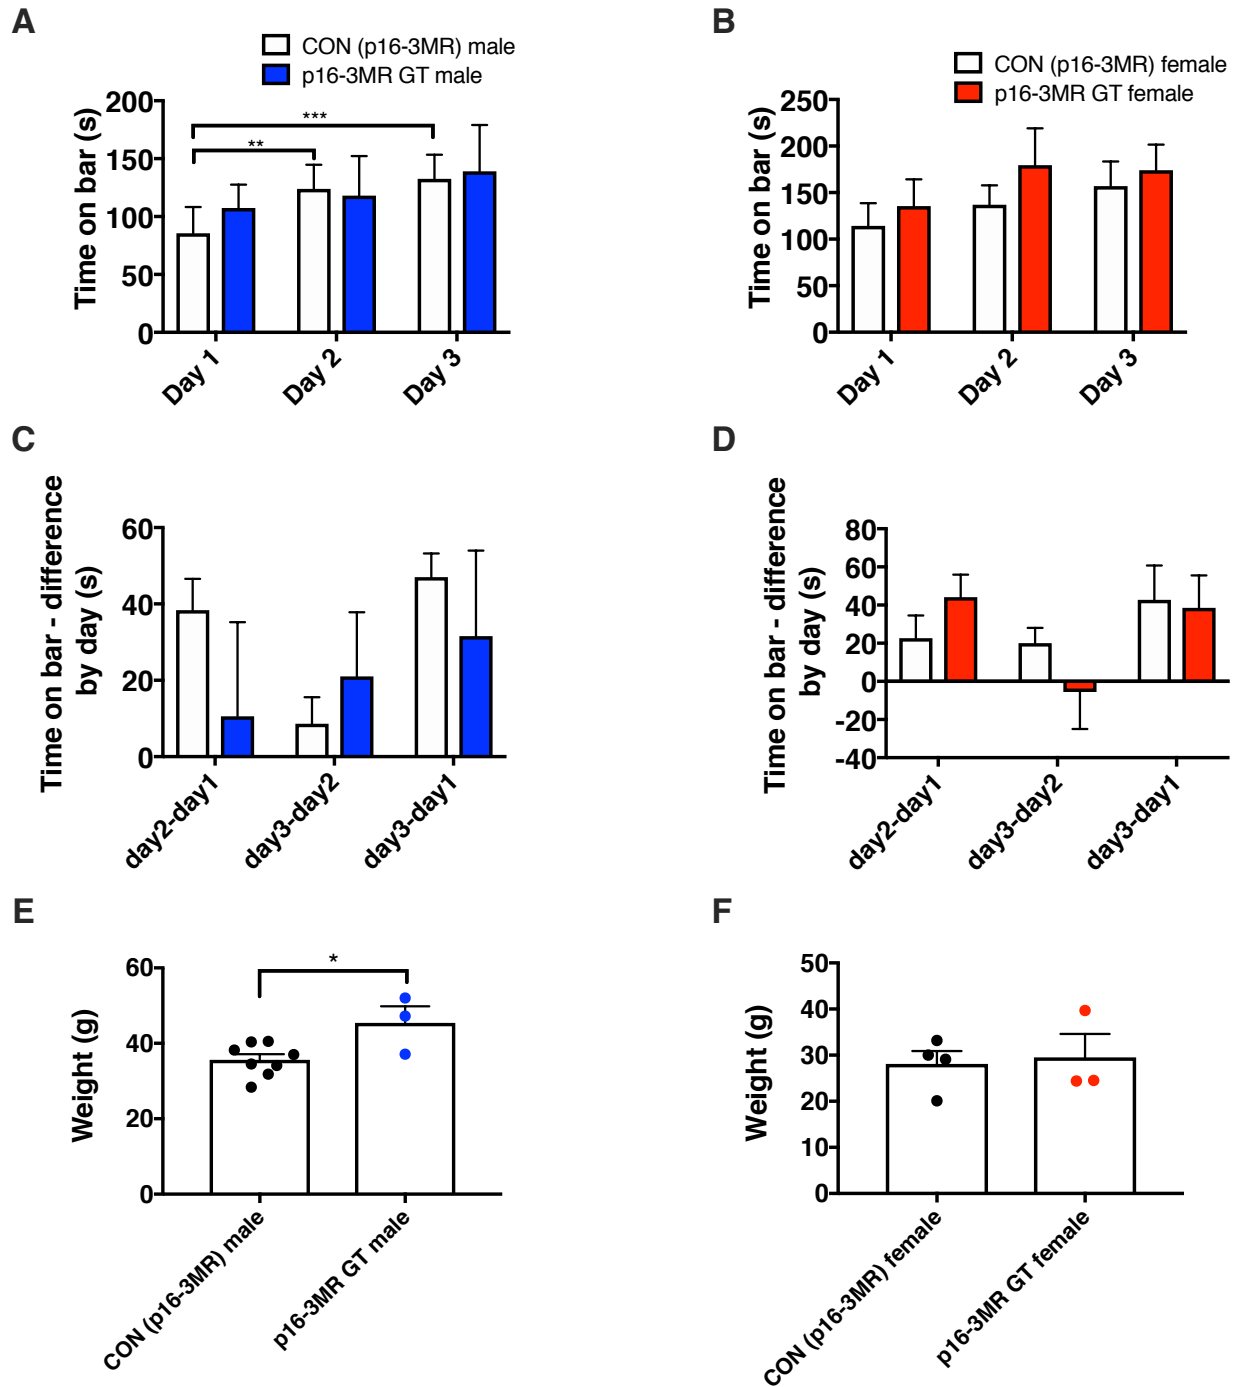 A
CON (p16-3MR) male
p16-3MR GT male
Time on bar (s)
200
150
100
50
0
***
**
Day 1
Day 2
Day 3
B
CON (p16-3MR) female
p16-3MR GT female
Time on bar (s)
250
200
150
100
50
0
Day 1
Day 2
Day 3
C
Time on bar - difference
by day (s)
60
40
20
0
day2-day1
day3-day2
day3-day1
D
Time on bar - difference
by day (s)
80
60
40
20
0
-20
-40
day2-day1
day3-day2
day3-day1
E
Weight (g)
60
40
20
0
*
CON (p16-3MR) male
p16-3MR GT male
F
Weight (g)
50
40
30
20
10
0
CON (p16-3MR) female
p16-3MR GT female